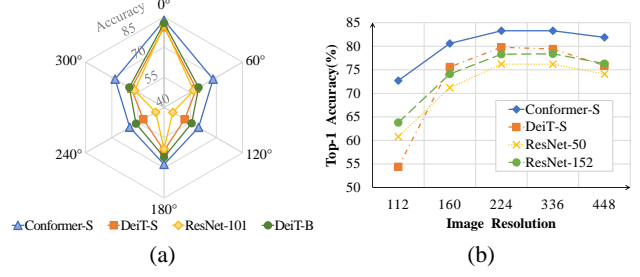 0°
Accuracy
85
70
55
40
60°
120°
180°
240°
300°
Conformer-S DeiT-S ResNet-101 DeiT-B
(a)
Top-1 Accuracy(%)
85
80
75
70
65
60
55
50
Conformer-S
DeiT-S
ResNet-50
ResNet-152
112 160 224 336 448
Image Resolution
(b)